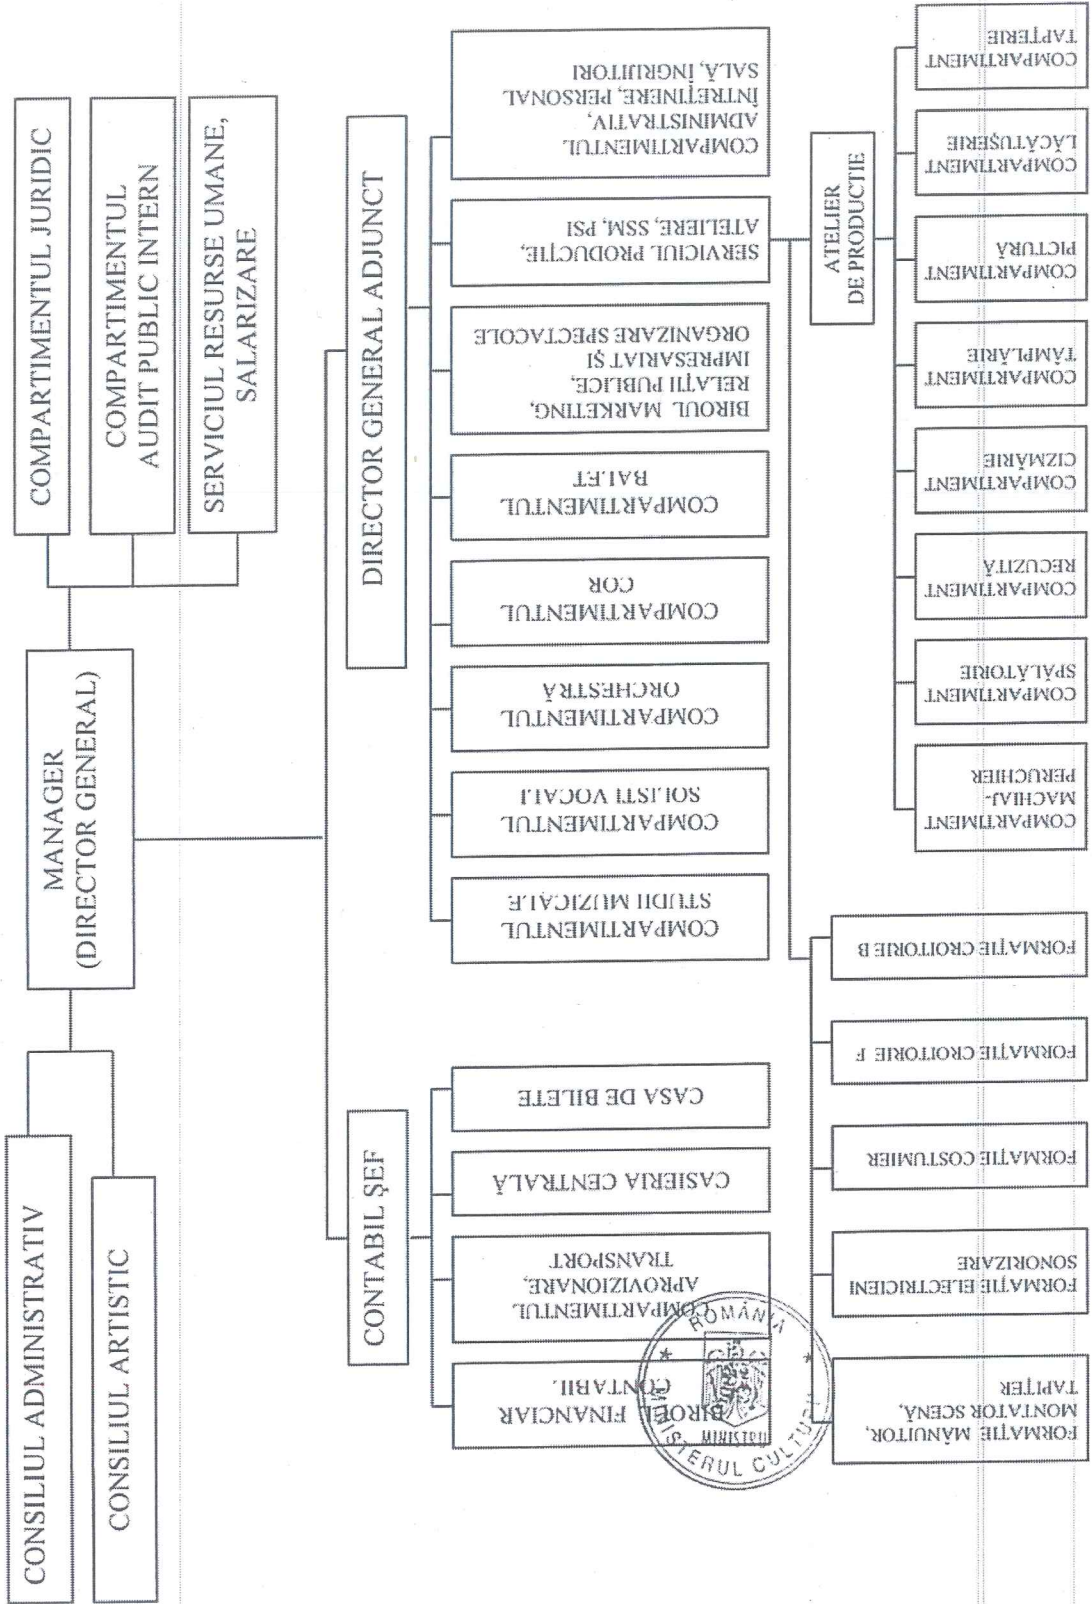 CONSILIUL ADMINISTRATIV
CONSILIUL ARTISTIC
MANAGER
(DIRECTOR GENERAL)
COMPARTIMENTUL JURIDIC
COMPARTIMENTUL
AUDIT PUBLIC INTERN
SERVICIUL RESURSE UMANE,
SALARIZARE
CONTABIL ŞEF
DIRECTOR GENERAL ADJUNCT
BIROUL FINANCIAR
CONTABIL
COMPARTIMENTUL
APROVIZIONARE,
TRANSPORT
CASIERIA CENTRALĂ
CASA DE BILETE
COMPARTIMENTUL
STUDII MUZICALE
COMPARTIMENTUL
SOLISTI VOCALI
COMPARTIMENTUL
ORCHESTRĂ
COMPARTIMENTUL
COR
COMPARTIMENTUL
BALET
BIROUL MARKETING,
RELAŢII PUBLICE,
IMPRESARIAT ŞI
ORGANIZARE SPECTACOLE
SERVICIUL PRODUCŢIE,
ATELIERE, SSM, PSI
COMPARTIMENTUL
ADMINISTRATIV,
ÎNTREŢINERE, PERSONAL
SALĂ, INGRIJITORI
ROMÂNIA
MINISTERUL CULTURII
MINISTRU
FORMAŢIE MÂNUITOR,
MONTATOR SCENĂ,
TAPIŢER
FORMAŢIE ELECTRICIENI
SONORIZARE
FORMAŢIE COSTUMIER
FORMAŢIE CROITORIE F
FORMAŢIE CROITORIE B
ATELIER
DE PRODUCŢIE
COMPARTIMENT
MACHIAJ-
PERUCHIER
COMPARTIMENT
SPĂLĂTORIE
COMPARTIMENT
RECUZITĂ
COMPARTIMENT
CIZMĂRIE
COMPARTIMENT
TÂMPLĂRIE
COMPARTIMENT
PICTURĂ
COMPARTIMENT
LĂCĂTUŞERIE
COMPARTIMENT
TAPŢERIE